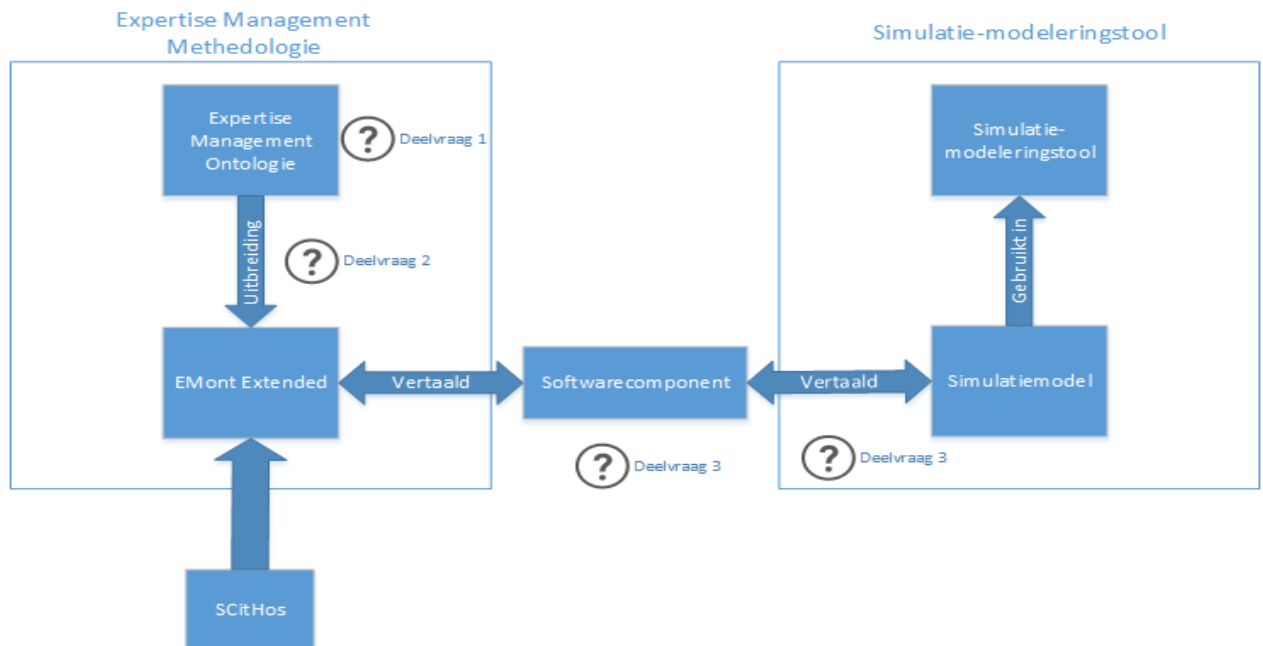 Expertise Management
Methedologie
Simulatie-modeleringstool
Expertise
Management
Ontologie
?
Deelvraag 1
Simulatie-
modeleringstool
Uitbreiding
?
Deelvraag 2
Gebruikt in
EMont Extended
Vertaald
Softwarecomponent
Vertaald
Simulatiemodel
?
Deelvraag 3
?
Deelvraag 3
SCitHos